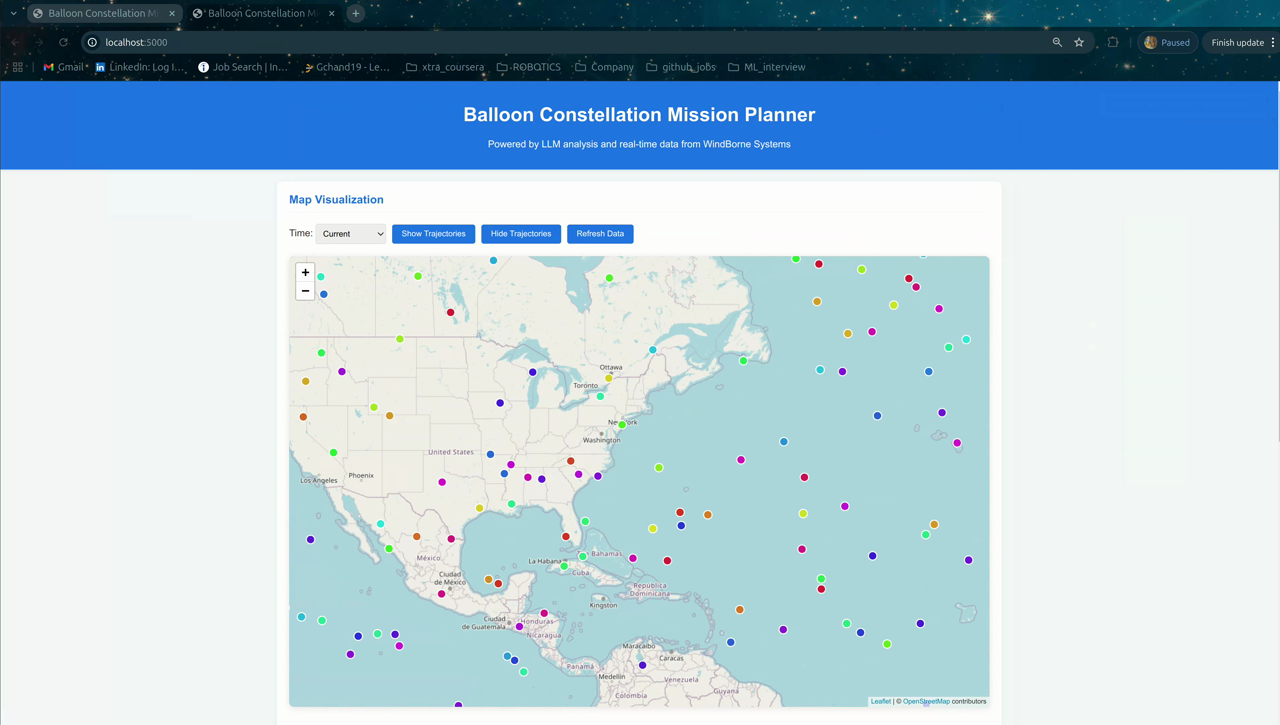 Balloon Constellation Mi
Balloon Constellation M
localhost:5000
Paused
Finish update
Gmail
LinkedIn: Log I...
Job Search | In...
Gchand19 - Le...
xtra_coursera
ROBOTICS
Company
github_jobs
ML_interview
Balloon Constellation Mission Planner
Powered by LLM analysis and real-time data from WindBorne Systems
Map Visualization
Time:
Current
Show Trajectories
Hide Trajectories
Refresh Data
+
−
Ottawa
Toronto
New York
Washington
United States
Los Angeles
Phoenix
México
Ciudad
de México
La Habana
Bahamas
Cuba
República
Dominicana
Kingston
Ciudad
de Guatemala
Honduras
Nicaragua
Panamá
Maracaibo
Caracas
Medellín
Venezuela
Colombia
Guyana
Leaflet | © OpenStreetMap contributors